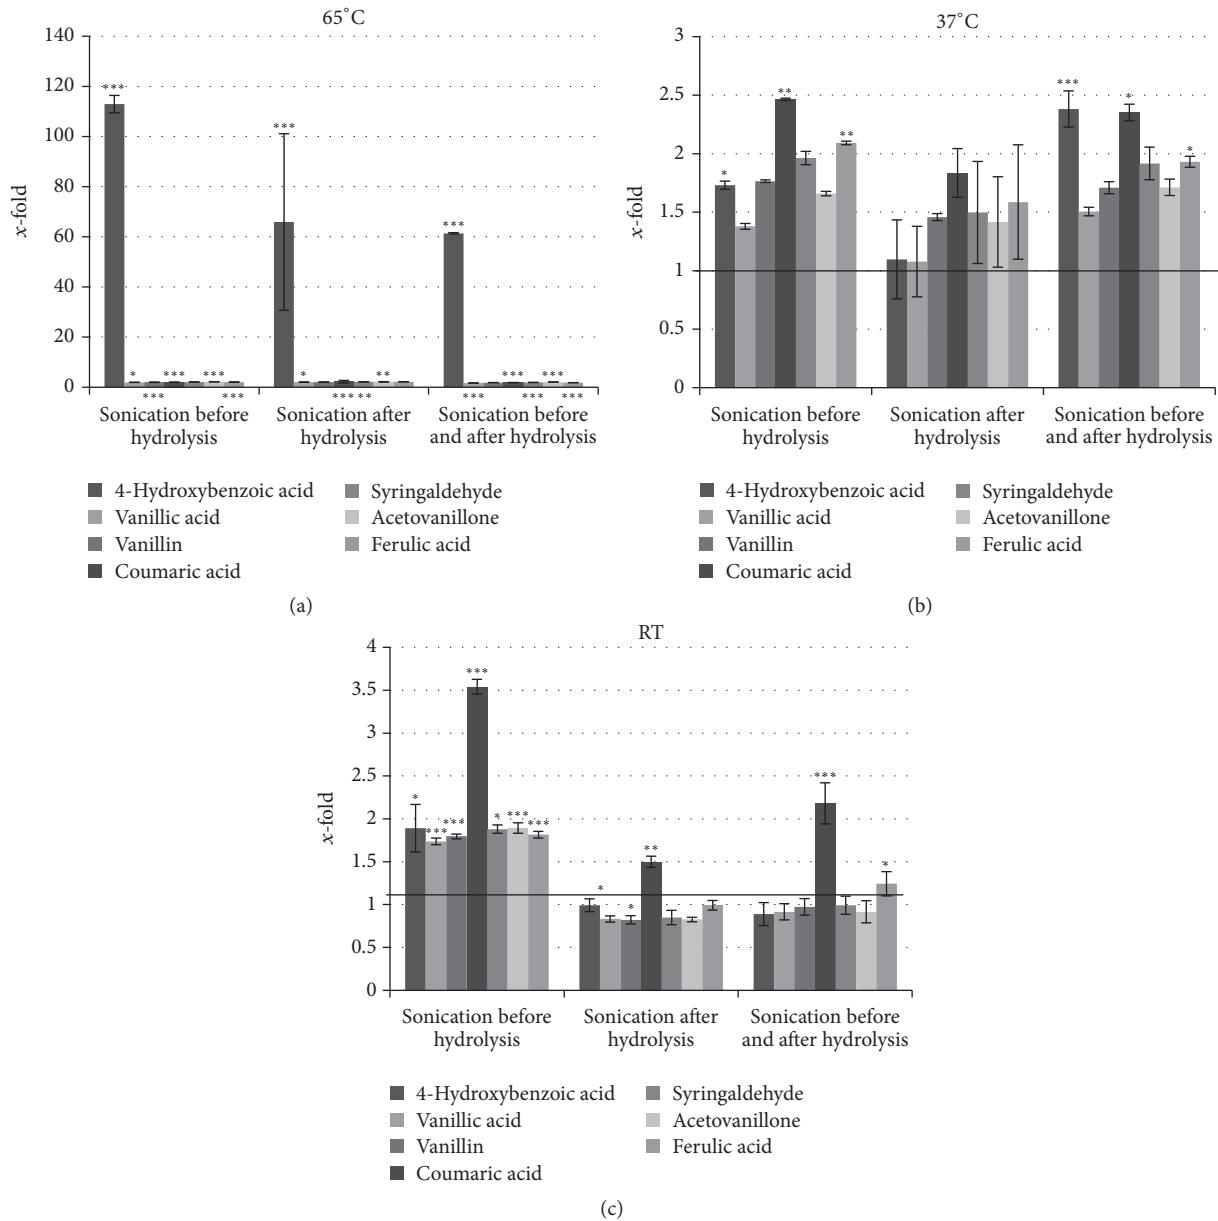 65°C
140
120
100
80
60
40
20
0
x-fold
***
***
***
* *** *** *** ***
* ** *** **
*** *** *** *** ***
Sonication before hydrolysis
Sonication after hydrolysis
Sonication before and after hydrolysis
4-Hydroxybenzoic acid
Vanillic acid
Vanillin
Coumaric acid
Syringaldehyde
Acetovanillone
Ferulic acid
(a)
37°C
3
2.5
2
1.5
1
0.5
0
x-fold
* ** **
*** * *
Sonication before hydrolysis
Sonication after hydrolysis
Sonication before and after hydrolysis
4-Hydroxybenzoic acid
Vanillic acid
Vanillin
Coumaric acid
Syringaldehyde
Acetovanillone
Ferulic acid
(b)
RT
4
3.5
3
2.5
2
1.5
1
0.5
0
x-fold
* *** *** *** * *** ***
* * **
*** *
Sonication before hydrolysis
Sonication after hydrolysis
Sonication before and after hydrolysis
4-Hydroxybenzoic acid
Vanillic acid
Vanillin
Coumaric acid
Syringaldehyde
Acetovanillone
Ferulic acid
(c)